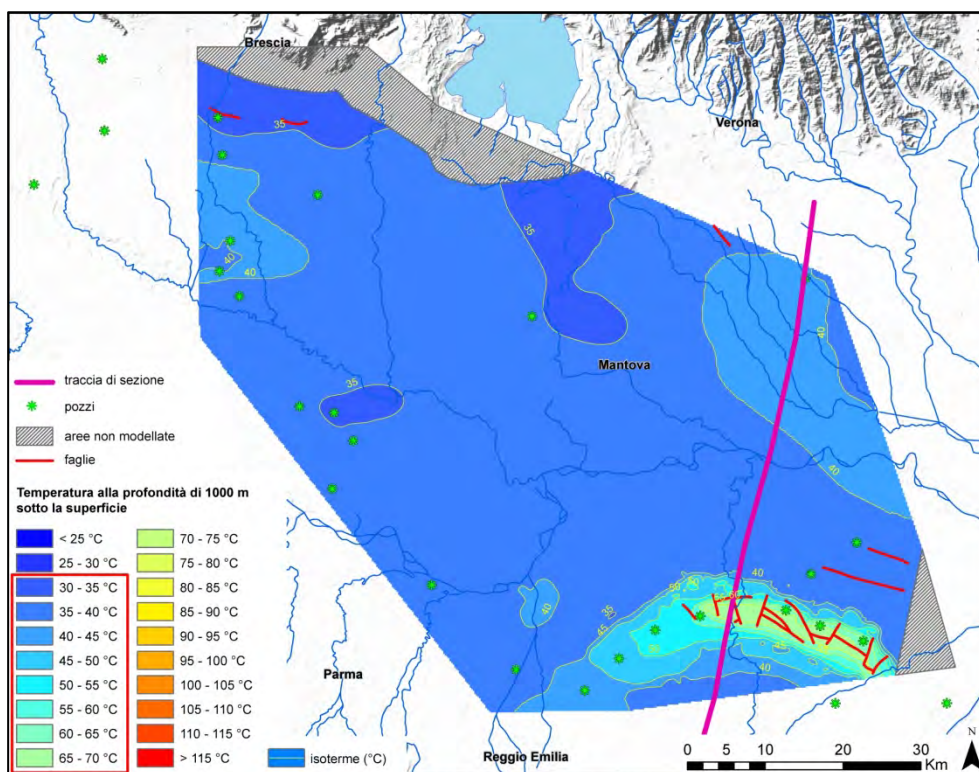 Brescia
Verona
35
35
40
40
40
40
Mantova
35
40
traccia di sezione
pozzi
aree non modellate
faglie
Temperatura alla profondità di 1000 m
sotto la superficie
< 25 °C
25 - 30 °C
30 - 35 °C
35 - 40 °C
40 - 45 °C
45 - 50 °C
50 - 55 °C
55 - 60 °C
60 - 65 °C
65 - 70 °C
70 - 75 °C
75 - 80 °C
80 - 85 °C
85 - 90 °C
90 - 95 °C
95 - 100 °C
100 - 105 °C
105 - 110 °C
110 - 115 °C
> 115 °C
isoterme (°C)
40
40
35
45
40
Parma
Reggio Emilia
0 5 10 20 30
Km
N